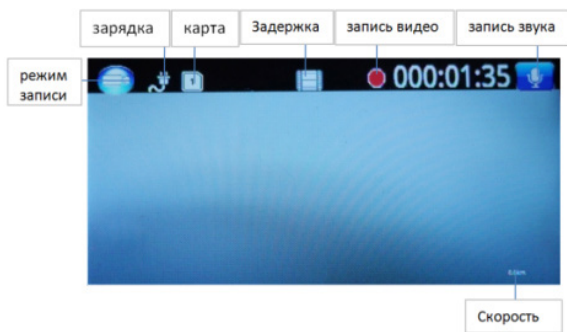 зарядка
карта
Задержка
запись видео
запись звука
режим
записи
000:01:35
Скорость